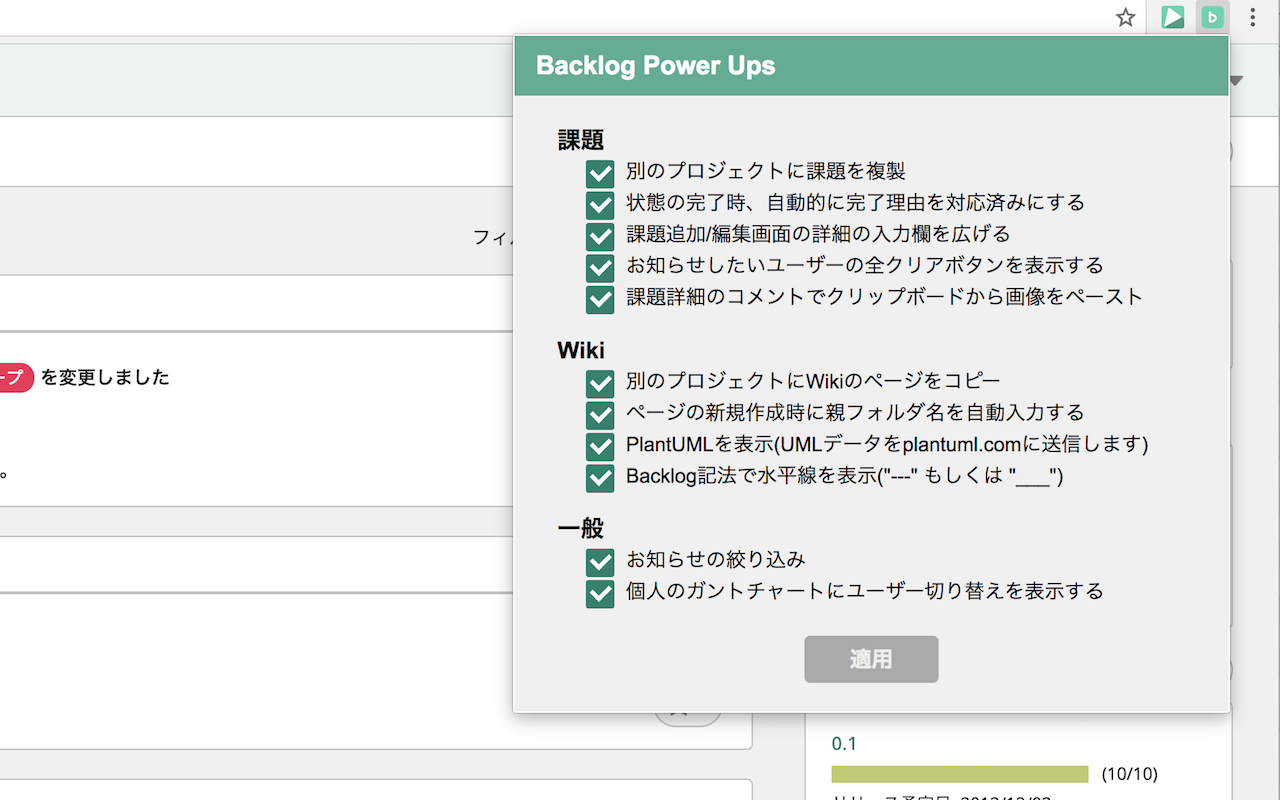 Backlog Power Ups
課題
別のプロジェクトに課題を複製
状態の完了時、自動的に完了理由を対応済みにする
課題追加/編集画面の詳細の入力欄を広げる
お知らせしたいユーザーの全クリアボタンを表示する
課題詳細のコメントでクリップボードから画像をペースト
Wiki
別のプロジェクトにWikiのページをコピー
ページの新規作成時に親フォルダ名を自動入力する
PlantUMLを表示(UMLデータをplantuml.comに送信します)
Backlog記法で水平線を表示("---" もしくは "___")
一般
お知らせの絞り込み
個人のガントチャートにユーザー切り替えを表示する
適用
フィ
ープ を変更しました
。
0.1
(10/10)